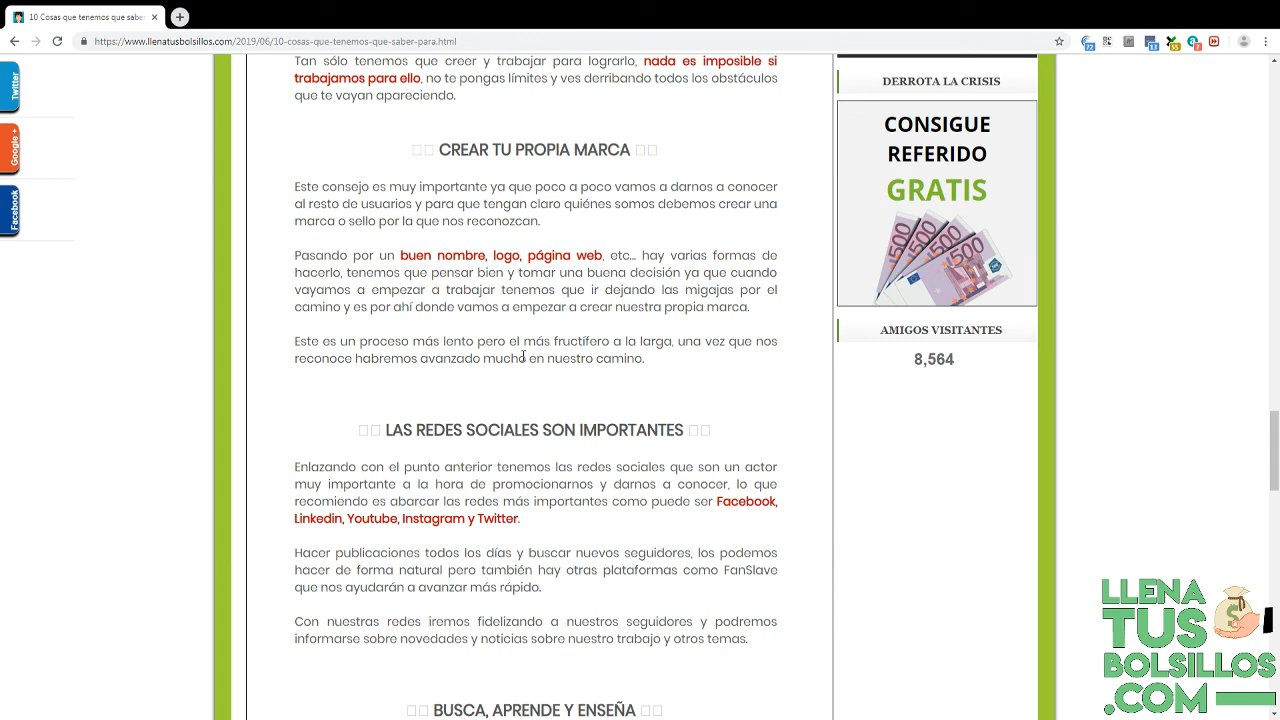 10 Cosas que tenemos que sabe
https://www.llenatusbolsillos.com/2019/06/10-cosas-que-tenemos-que-saber-para.html
Twitter
Google +
Facebook
Tan sólo tenemos que creer y trabajar para lograrlo, nada es imposible si
trabajamos para ello, no te pongas límites y ves derribando todos los obstáculos
que te vayan apareciendo.
CREAR TU PROPIA MARCA
Este consejo es muy importante ya que poco a poco vamos a darnos a conocer
al resto de usuarios y para que tengan claro quiénes somos debemos crear una
marca o sello por la que nos reconozcan.
Pasando por un buen nombre, logo, página web, etc... hay varias formas de
hacerlo, tenemos que pensar bien y tomar una buena decisión ya que cuando
vayamos a empezar a trabajar tenemos que ir dejando las migajas por el
camino y es por ahí donde vamos a empezar a crear nuestra propia marca.
Este es un proceso más lento pero el más fructífero a la larga, una vez que nos
reconoce habremos avanzado mucho en nuestro camino.
LAS REDES SOCIALES SON IMPORTANTES
Enlazando con el punto anterior tenemos las redes sociales que son un actor
muy importante a la hora de promocionarnos y darnos a conocer, lo que
recomiendo es abarcar las redes más importantes como puede ser Facebook,
Linkedin, Youtube, Instagram y Twitter.
Hacer publicaciones todos los días y buscar nuevos seguidores, los podemos
hacer de forma natural pero también hay otras plataformas como FanSlave
que nos ayudarán a avanzar más rápido.
Con nuestras redes iremos fidelizando a nuestros seguidores y podremos
informarse sobre novedades y noticias sobre nuestro trabajo y otros temas.
BUSCA, APRENDE Y ENSEÑA
DERROTA LA CRISIS
CONSIGUE
REFERIDO
GRATIS
500 500 500 500
AMIGOS VISITANTES
8,564
LLENA
TUS
BOLSILLOS
.COM